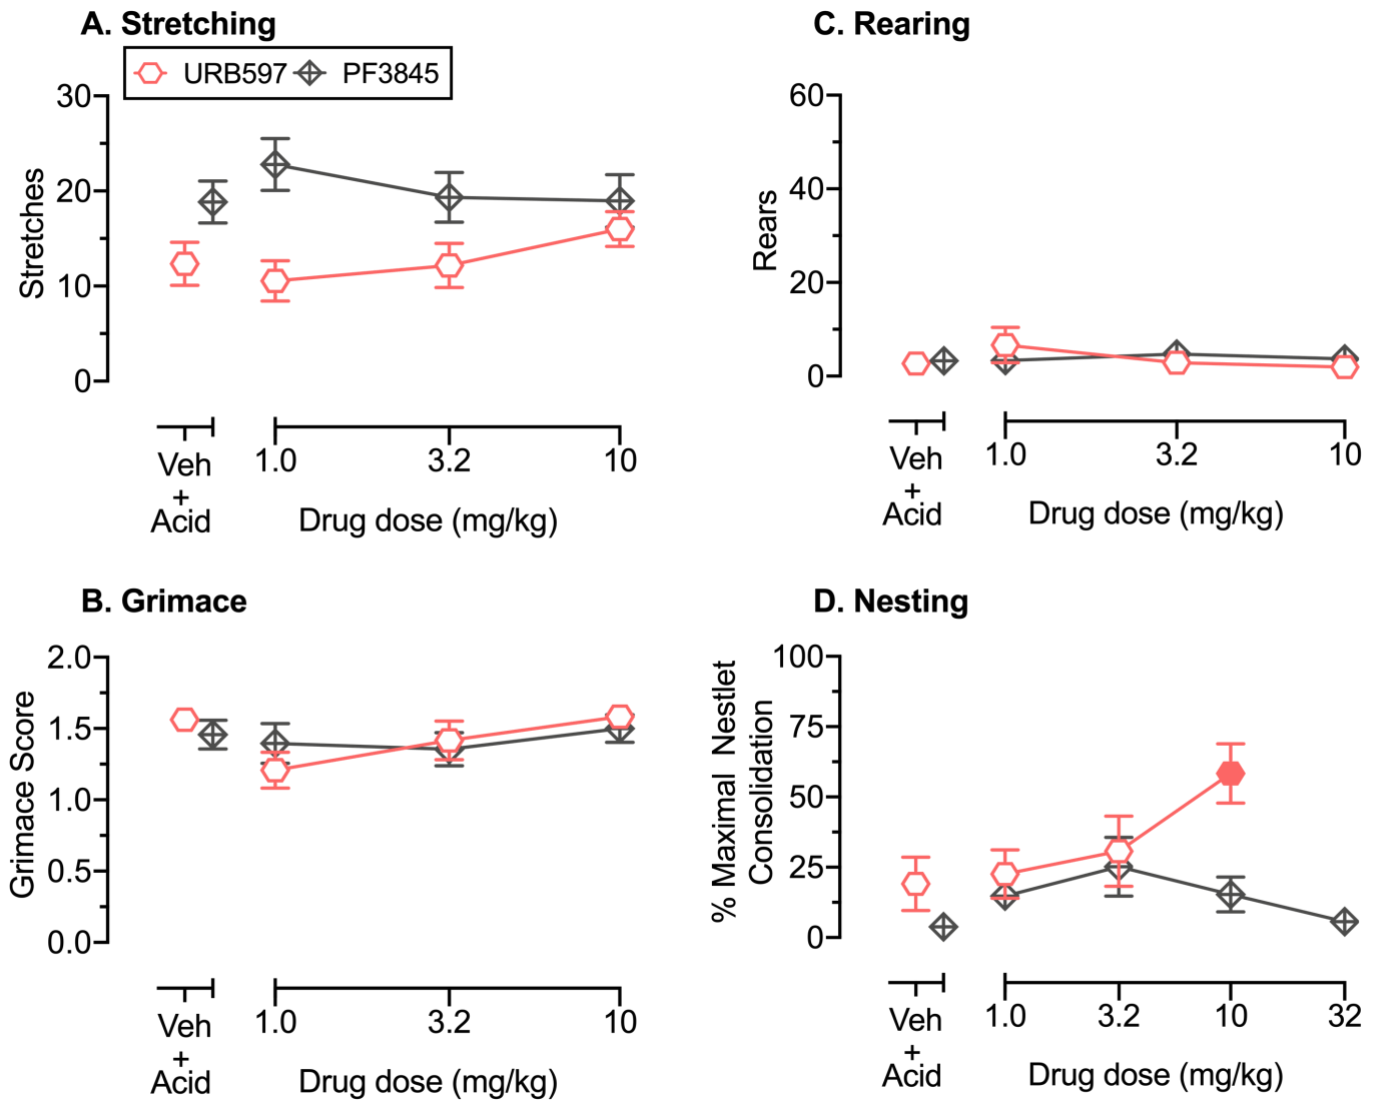 A. Stretching
URB597 PF3845
30
20
10
0
Stretches
Veh
+
Acid
1.0 3.2 10
Drug dose (mg/kg)
C. Rearing
60
40
20
0
Rears
Veh
+
Acid
1.0 3.2 10
Drug dose (mg/kg)
B. Grimace
2.0
1.5
1.0
0.5
0.0
Grimace Score
Veh
+
Acid
1.0 3.2 10
Drug dose (mg/kg)
D. Nesting
100
75
50
25
0
% Maximal Nestlet
Consolidation
Veh
+
Acid
1.0 3.2 10 32
Drug dose (mg/kg)